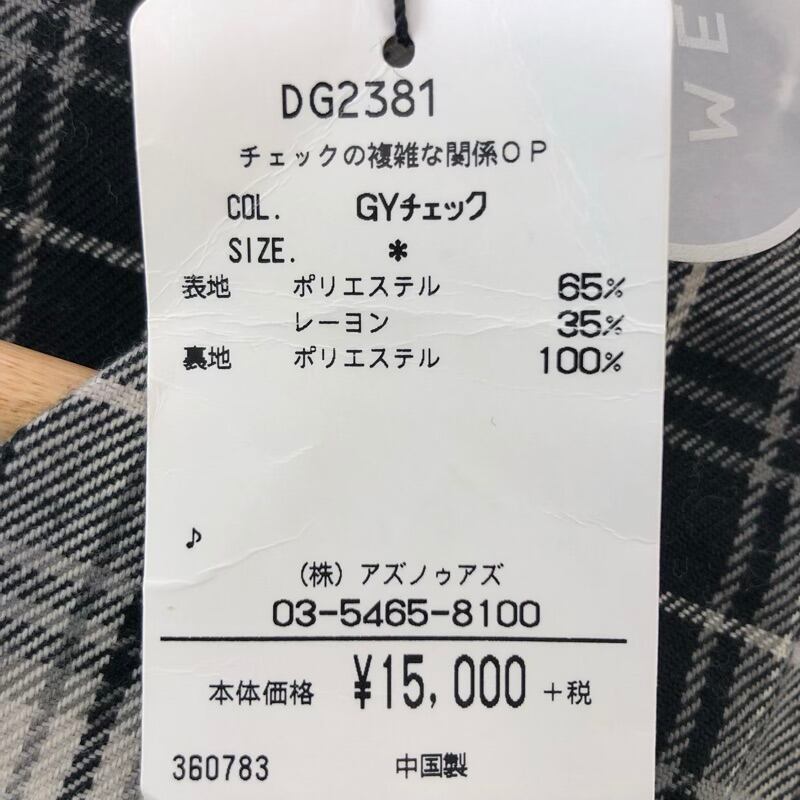 DG2381
チェックの複雑な関係OP
COL. GYチェック
SIZE. *
表地 ポリエステル 65%
レーヨン 35%
裏地 ポリエステル 100%
♪
(株) アズノゥアズ
03-5465-8100
本体価格 ¥15,000 +税
360783 中国製
WE